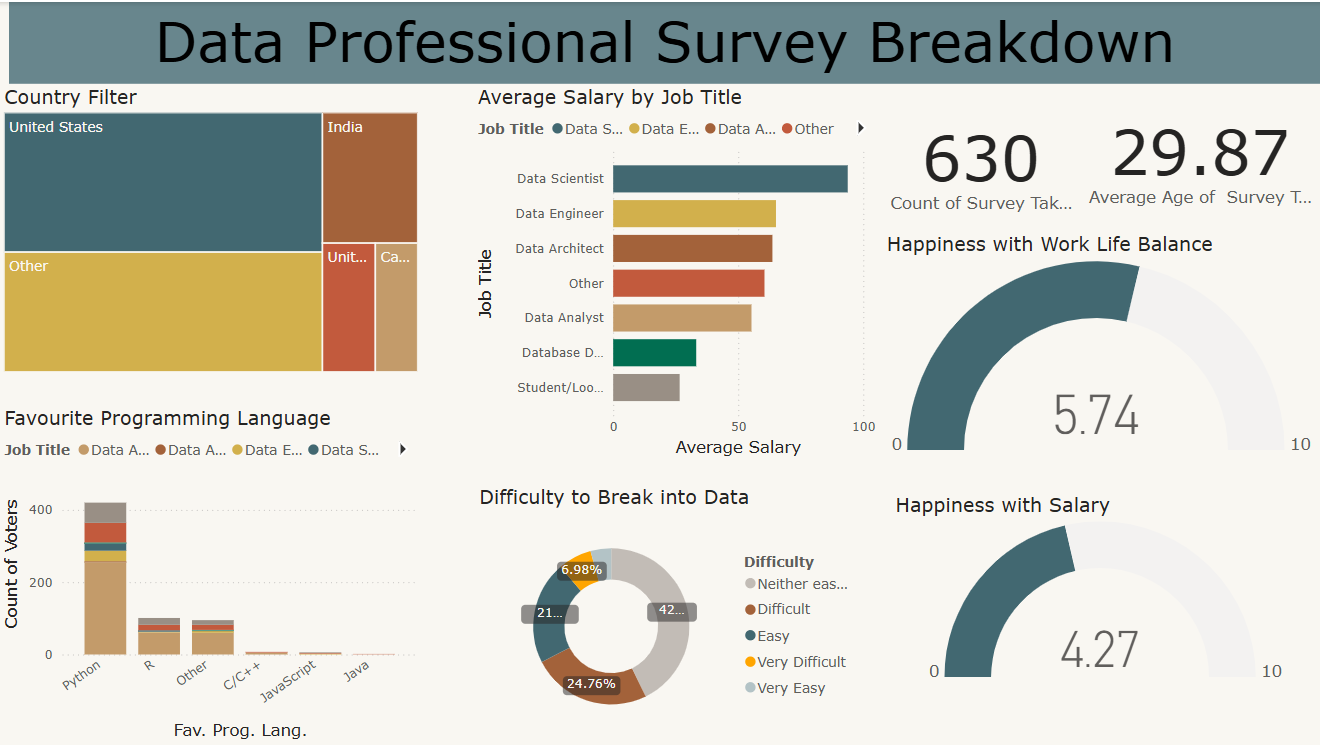 Data Professional Survey Breakdown
Country Filter
United States
India
Other
Unit...
Ca...
Average Salary by Job Title
Job Title Data S... Data E... Data A... Other
Job Title
Data Scientist
Data Engineer
Data Architect
Other
Data Analyst
Database D...
Student/Loo...
0 50 100
Average Salary
630
Count of Survey Tak...
29.87
Average Age of Survey T...
Happiness with Work Life Balance
5.74
0
10
Favourite Programming Language
Job Title Data A... Data A... Data E... Data S...
Count of Voters
400
200
0
Python
R
Other
C/C++
JavaScript
Java
Fav. Prog. Lang.
Difficulty to Break into Data
6.98%
42...
21...
24.76%
Difficulty
Neither eas...
Difficult
Easy
Very Difficult
Very Easy
Happiness with Salary
4.27
0
10